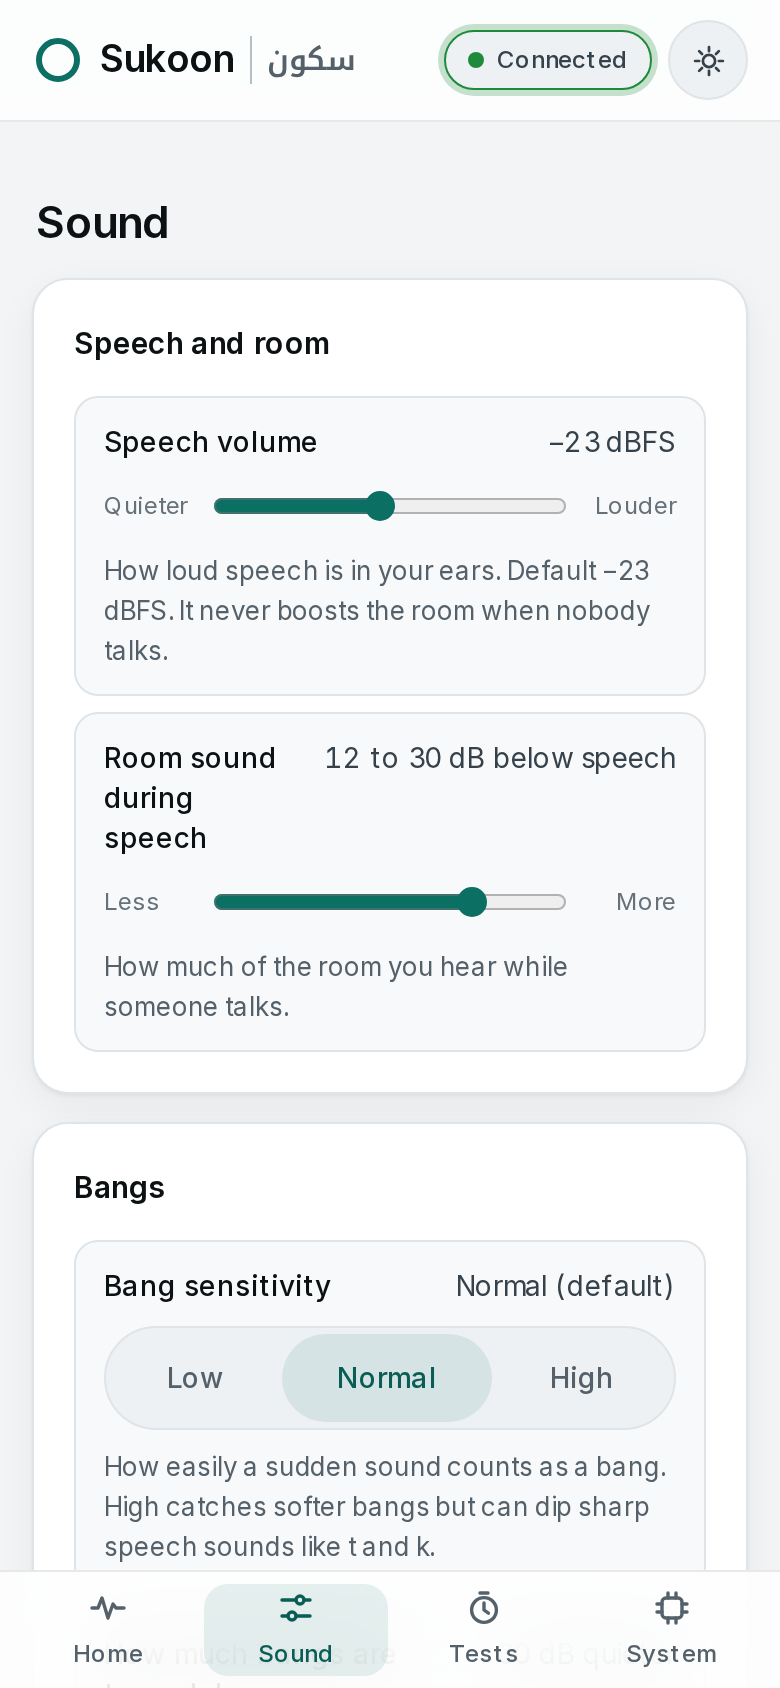 Sukoon | سكون
Connected
Sound
Speech and room
Speech volume
−23 dBFS
Quieter
Louder
How loud speech is in your ears. Default −23
dBFS. It never boosts the room when nobody
talks.
Room sound
during
speech
12 to 30 dB below speech
Less
More
How much of the room you hear while
someone talks.
Bangs
Bang sensitivity
Normal (default)
Low
Normal
High
How easily a sudden sound counts as a bang.
High catches softer bangs but can dip sharp
speech sounds like t and k.
Home
Sound
Tests
System